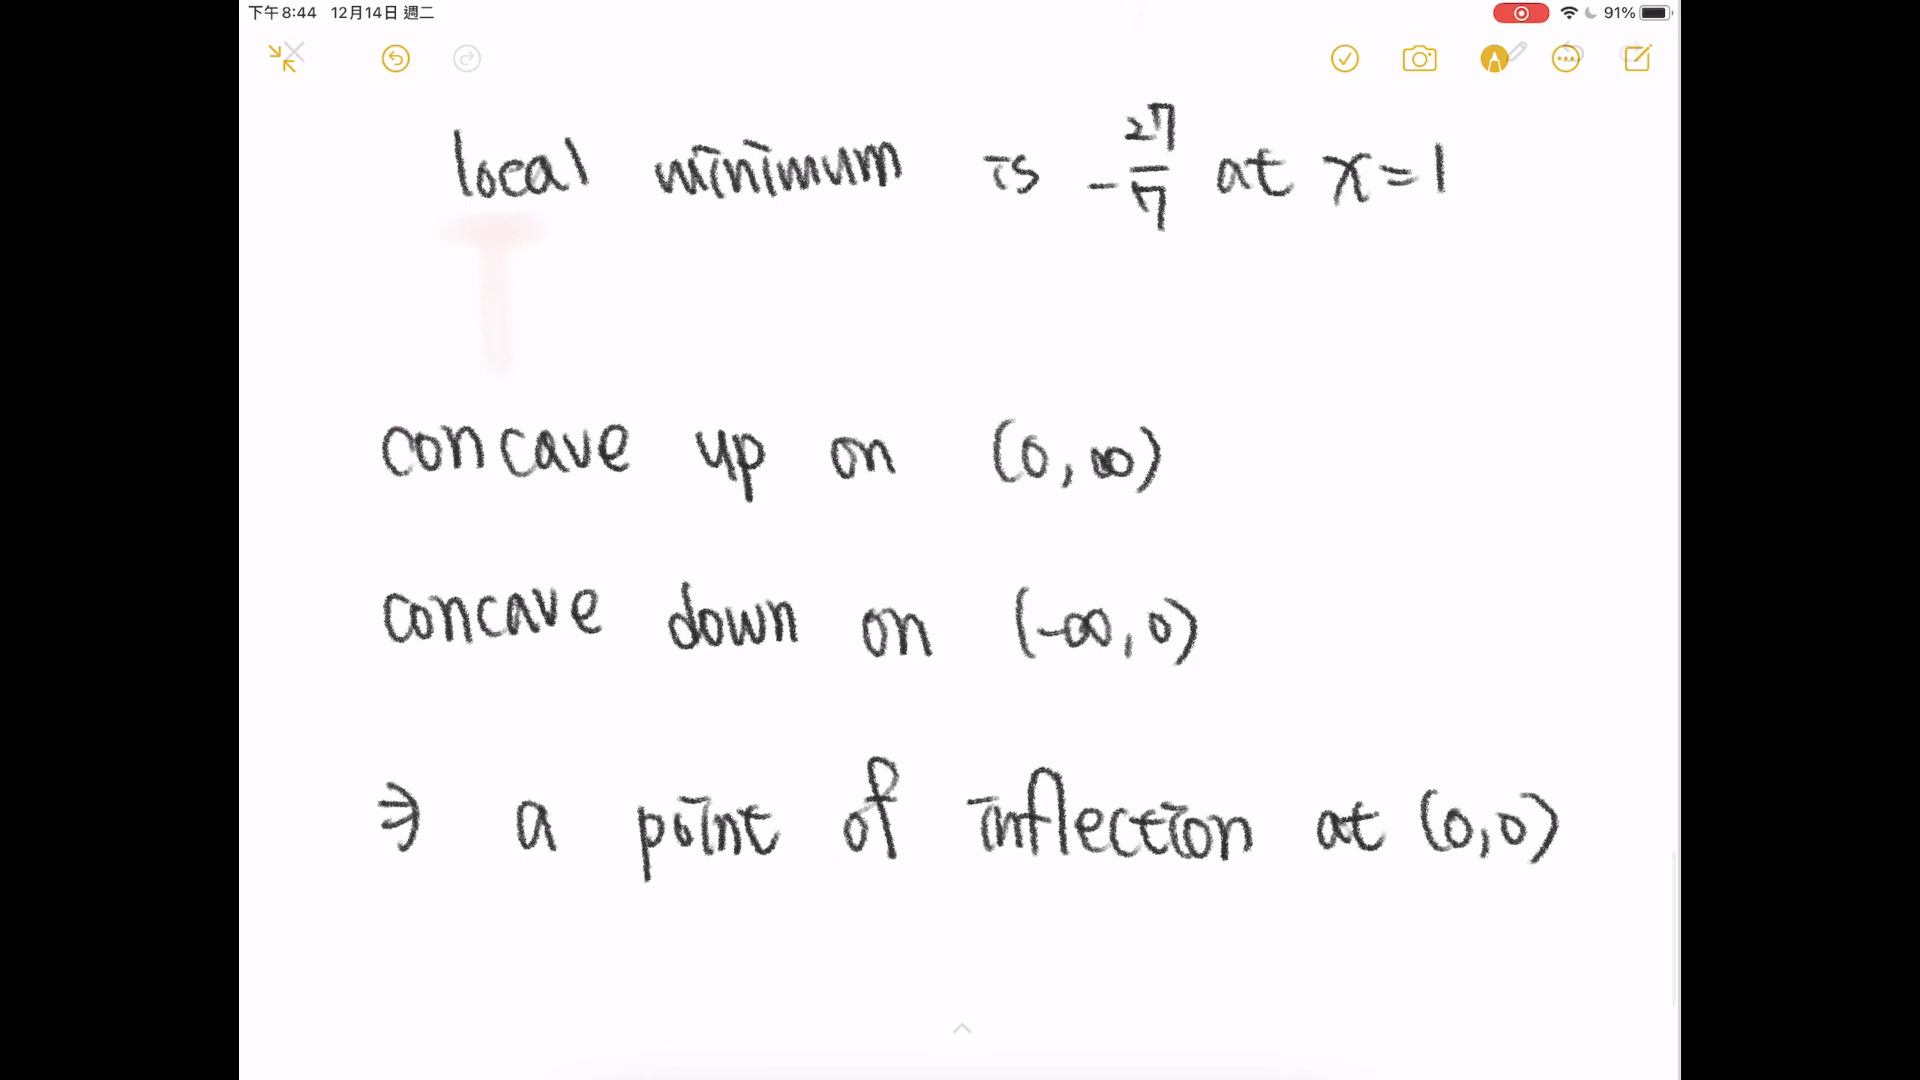 下午8:44 12月14日 週二 91%
local minimum is -27/7 at x=1
concave up on (0,∞)
concave down on (-∞,0)
⇒ a point of inflection at (0,0)